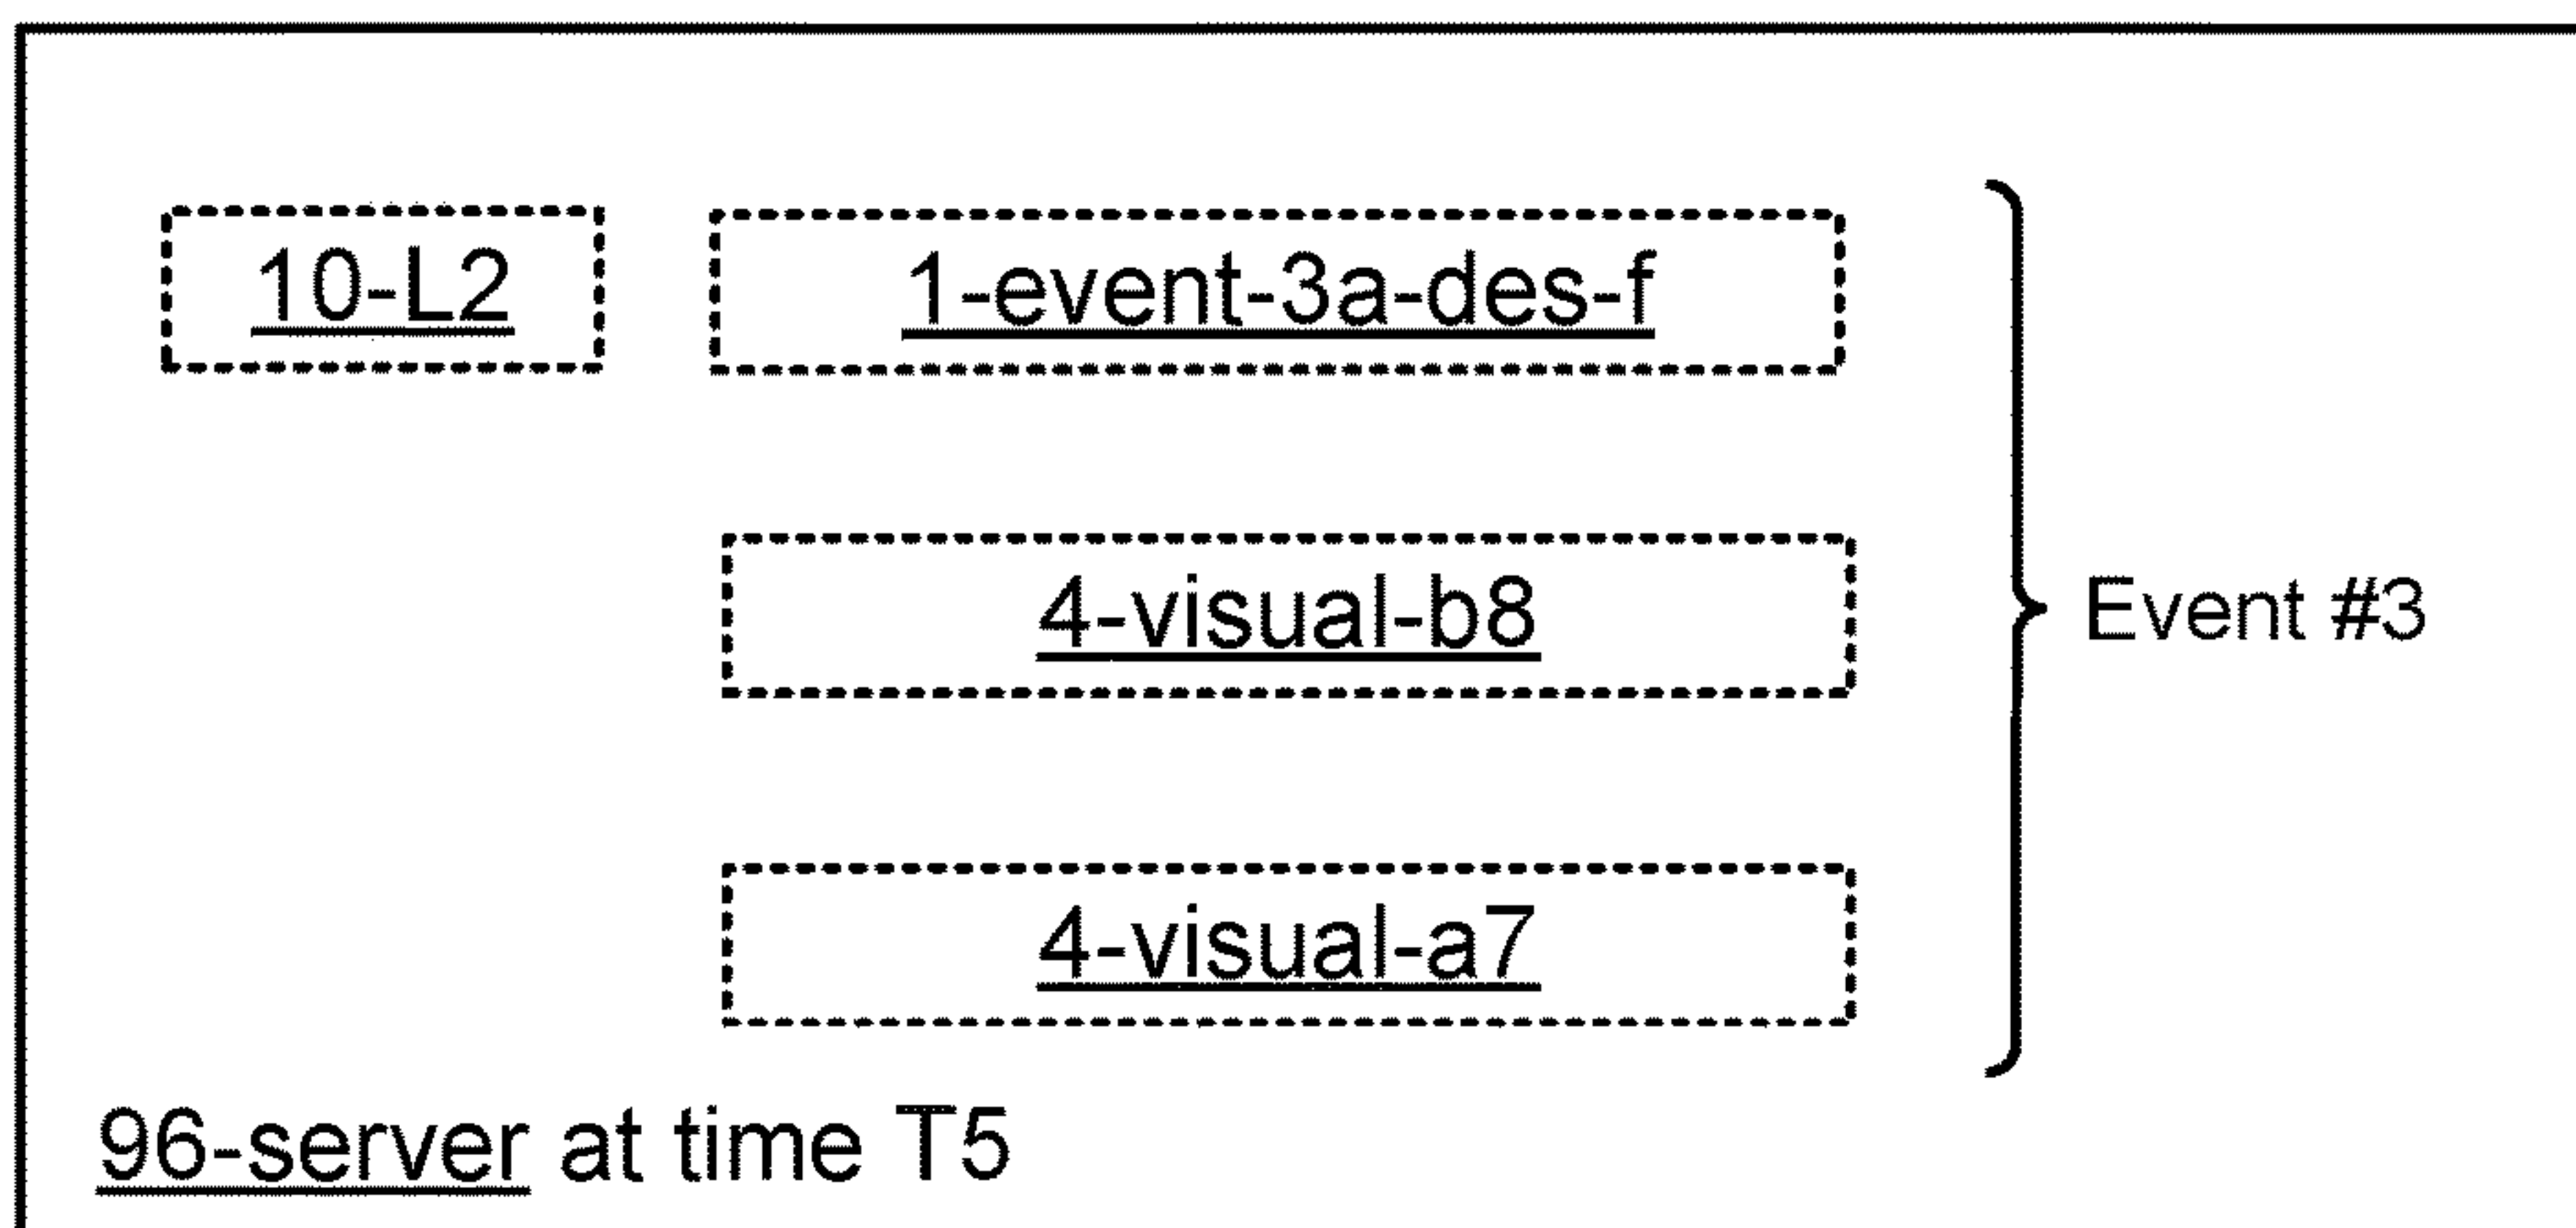 10-L2 1-event-3a-des-f
4-visual-b8
Event #3
4-visual-a7
96-server at time T5